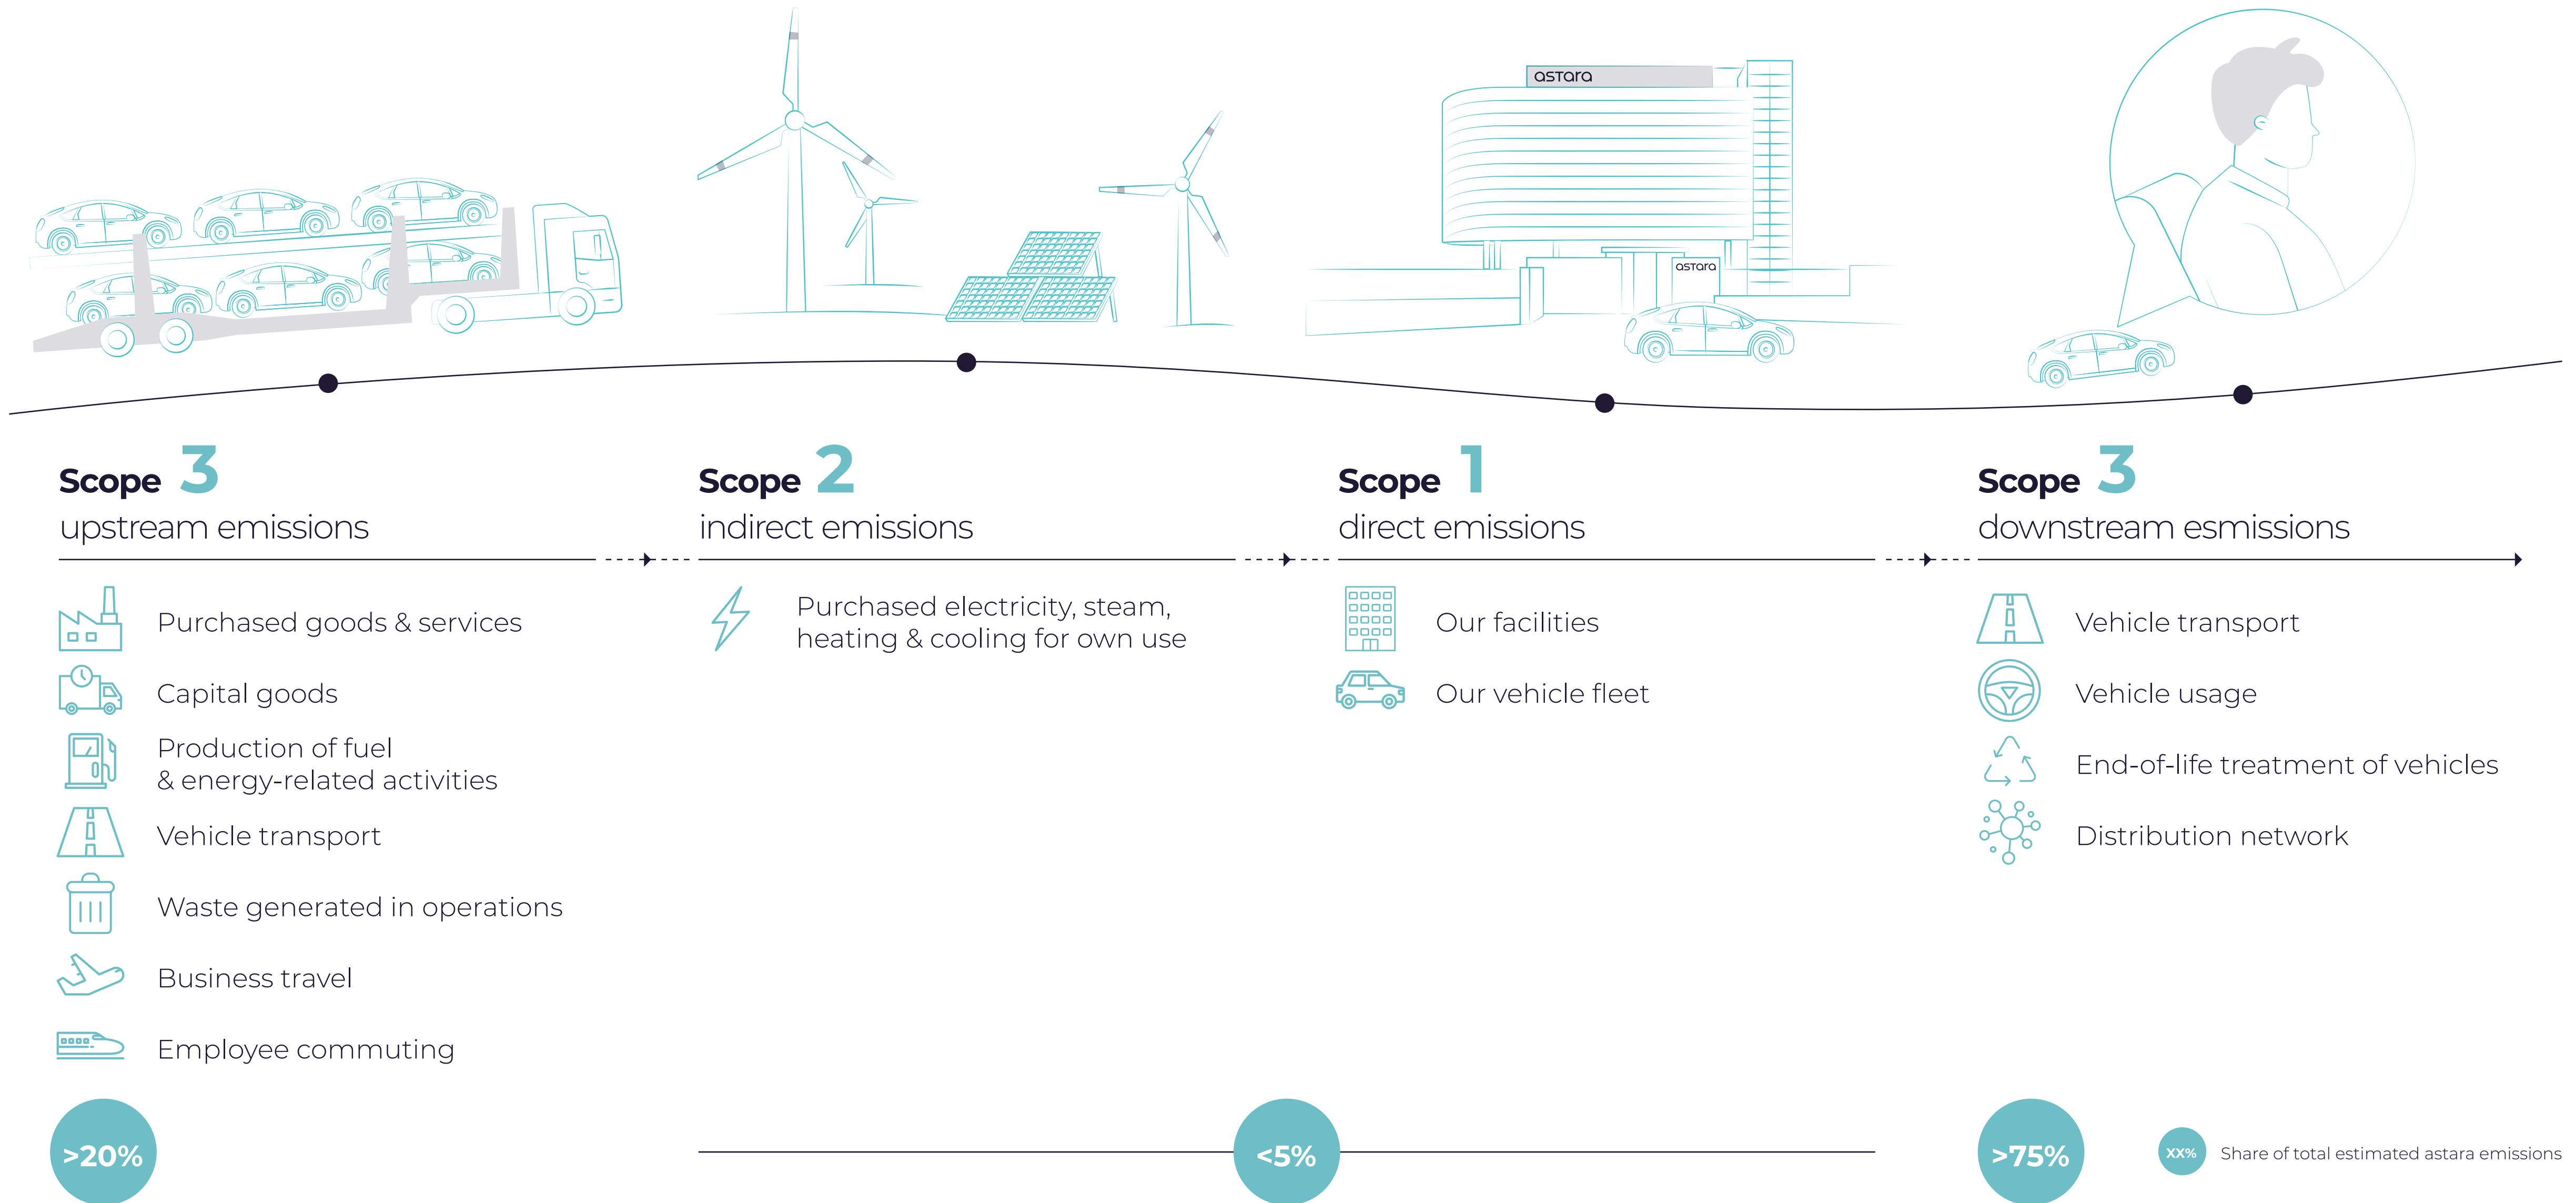 astara
astara
Scope 3
upstream emissions
Purchased goods & services
Capital goods
Production of fuel
& energy-related activities
Vehicle transport
Waste generated in operations
Business travel
Employee commuting
>20%
Scope 2
indirect emissions
Purchased electricity, steam,
heating & cooling for own use
Scope 1
direct emissions
Our facilities
Our vehicle fleet
<5%
Scope 3
downstream esmissions
Vehicle transport
Vehicle usage
End-of-life treatment of vehicles
Distribution network
>75%
XX% Share of total estimated astara emissions